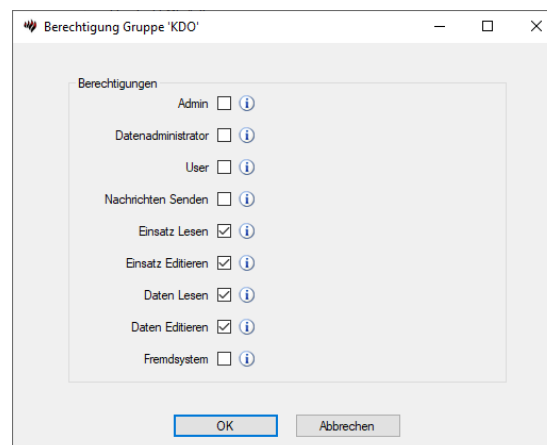 Berechtigung Gruppe 'KDO'
Berechtigungen
Admin
Datenadministrator
User
Nachrichten Senden
Einsatz Lesen
Einsatz Editieren
Daten Lesen
Daten Editieren
Fremdsystem
OK Abbrechen